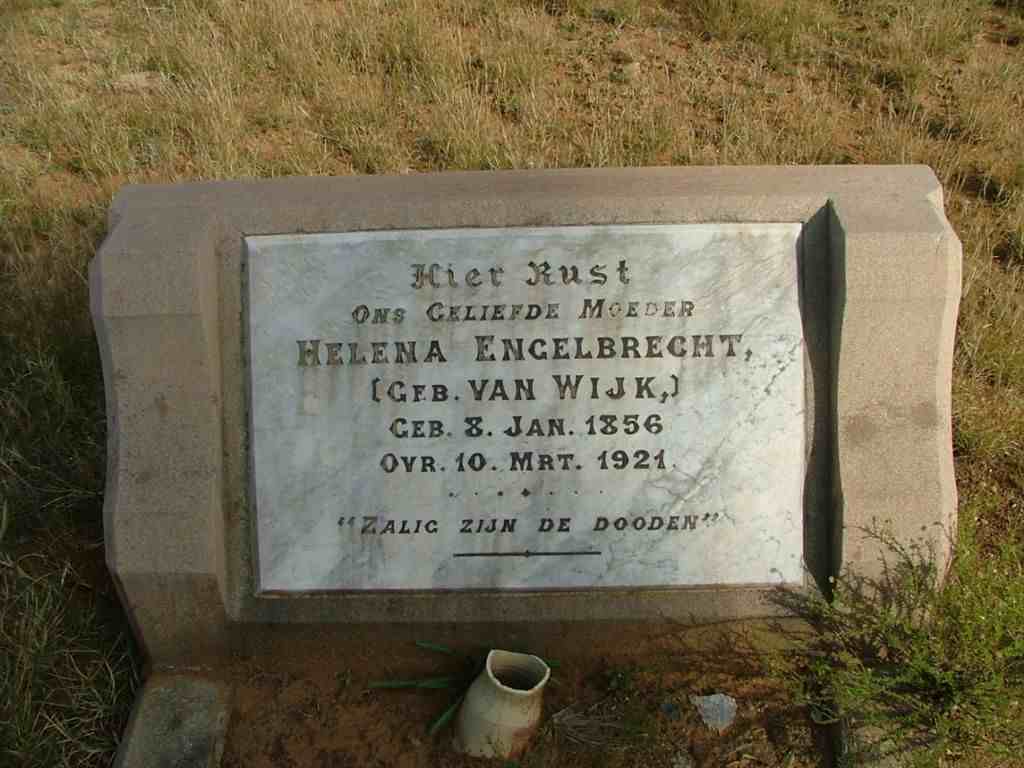 Hier Rust
ONS GELIEFDE MOEDER
HELENA ENGELBRECHT,
(GEB. VAN WIJK,)
GEB. 8. JAN. 1856
OVR. 10. MRT. 1921.
"ZALIG ZIJN DE DOODEN"